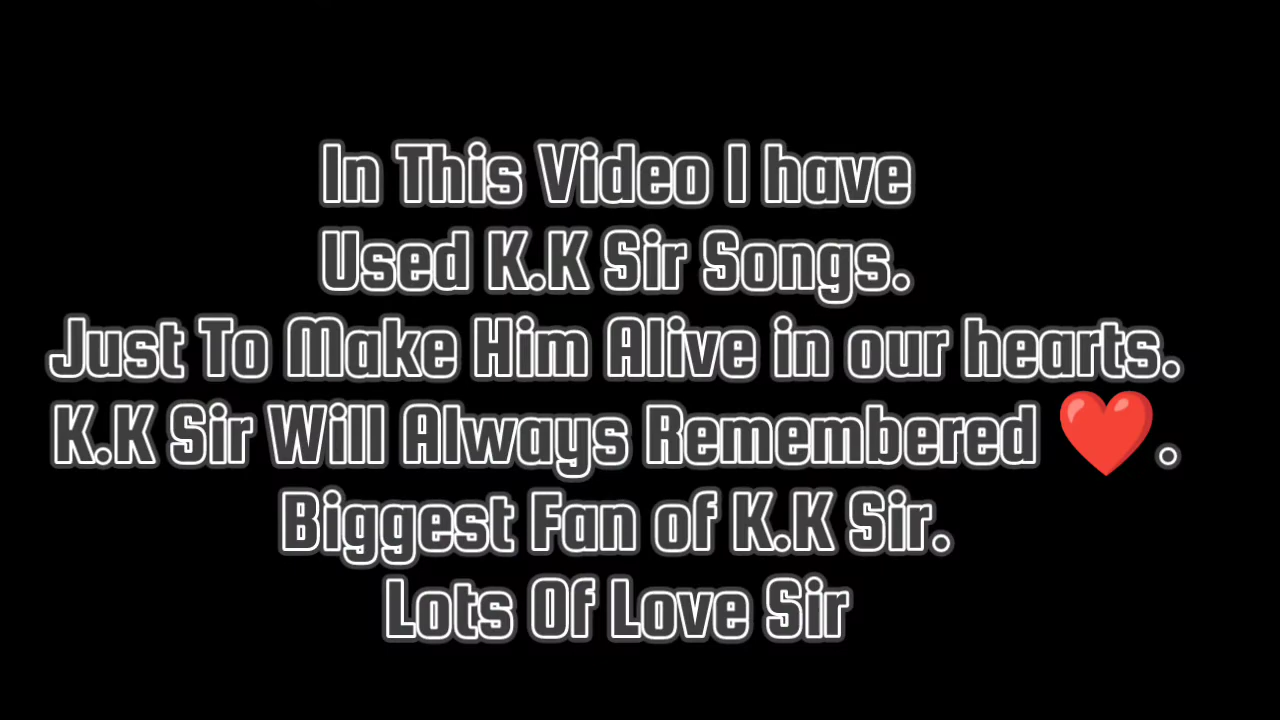 In This Video I have
Used K.K Sir Songs.
Just To Make Him Alive in our hearts.
K.K Sir Will Always Remembered ❤️.
Biggest Fan of K.K Sir.
Lots Of Love Sir